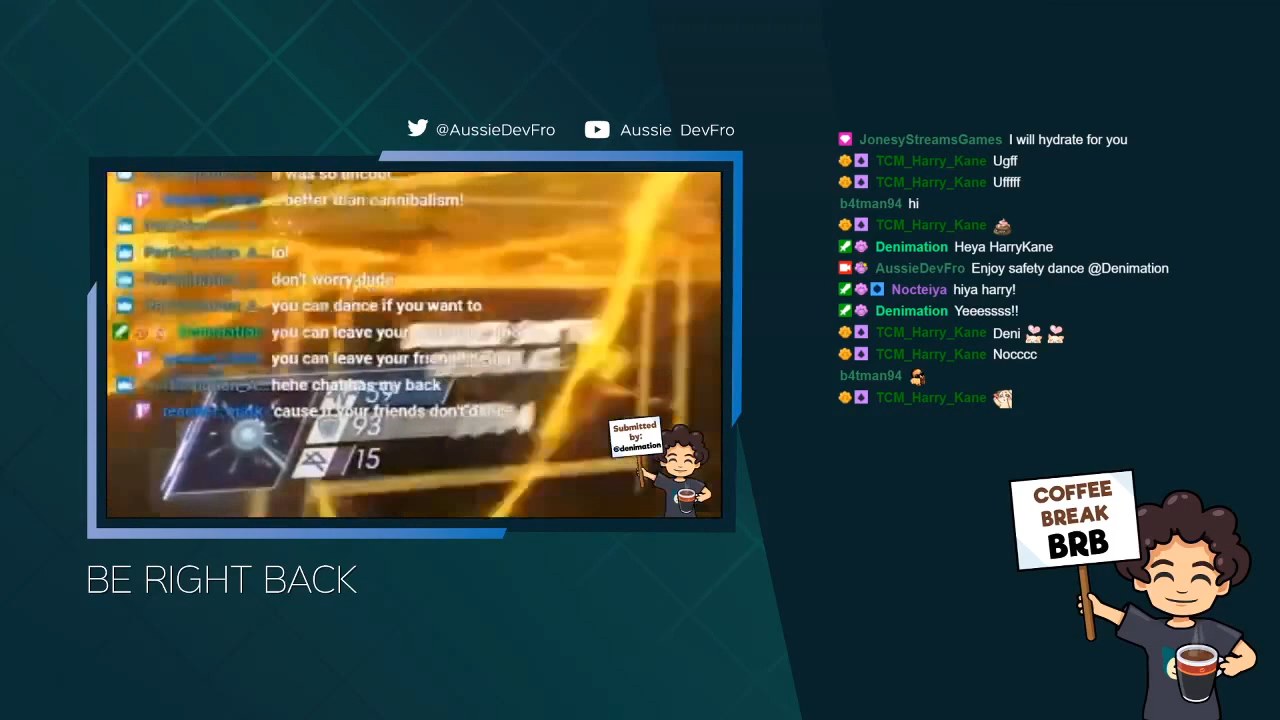 @AussieDevFro
Aussie DevFro
better than cannibalism!
lol
don't worry dude
you can dance if you want to
you can leave your
you can leave your
hehe chat has my back
'cause if your friends don't dance
59
93
/15
Submitted
by:
@denimation
BE RIGHT BACK
JonesyStreamsGames I will hydrate for you
TCM_Harry_Kane Ugff
TCM_Harry_Kane Ufffff
b4tman94 hi
TCM_Harry_Kane
Denimation Heya HarryKane
AussieDevFro Enjoy safety dance @Denimation
Nocteiya hiya harry!
Denimation Yeeessss!!
TCM_Harry_Kane Deni
TCM_Harry_Kane Nocccc
b4tman94
TCM_Harry_Kane
COFFEE
BREAK
BRB